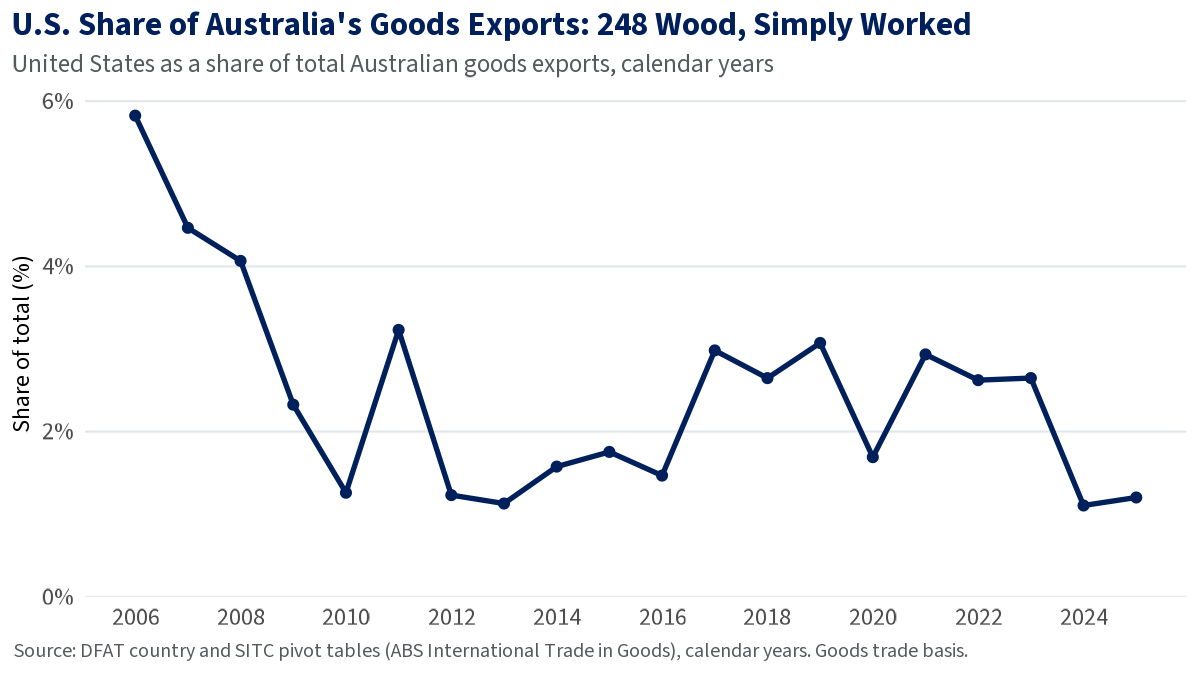 U.S. Share of Australia's Goods Exports: 248 Wood, Simply Worked
United States as a share of total Australian goods exports, calendar years
Share of total (%)
6%
4%
2%
0%
2006 2008 2010 2012 2014 2016 2018 2020 2022 2024
Source: DFAT country and SITC pivot tables (ABS International Trade in Goods), calendar years. Goods trade basis.